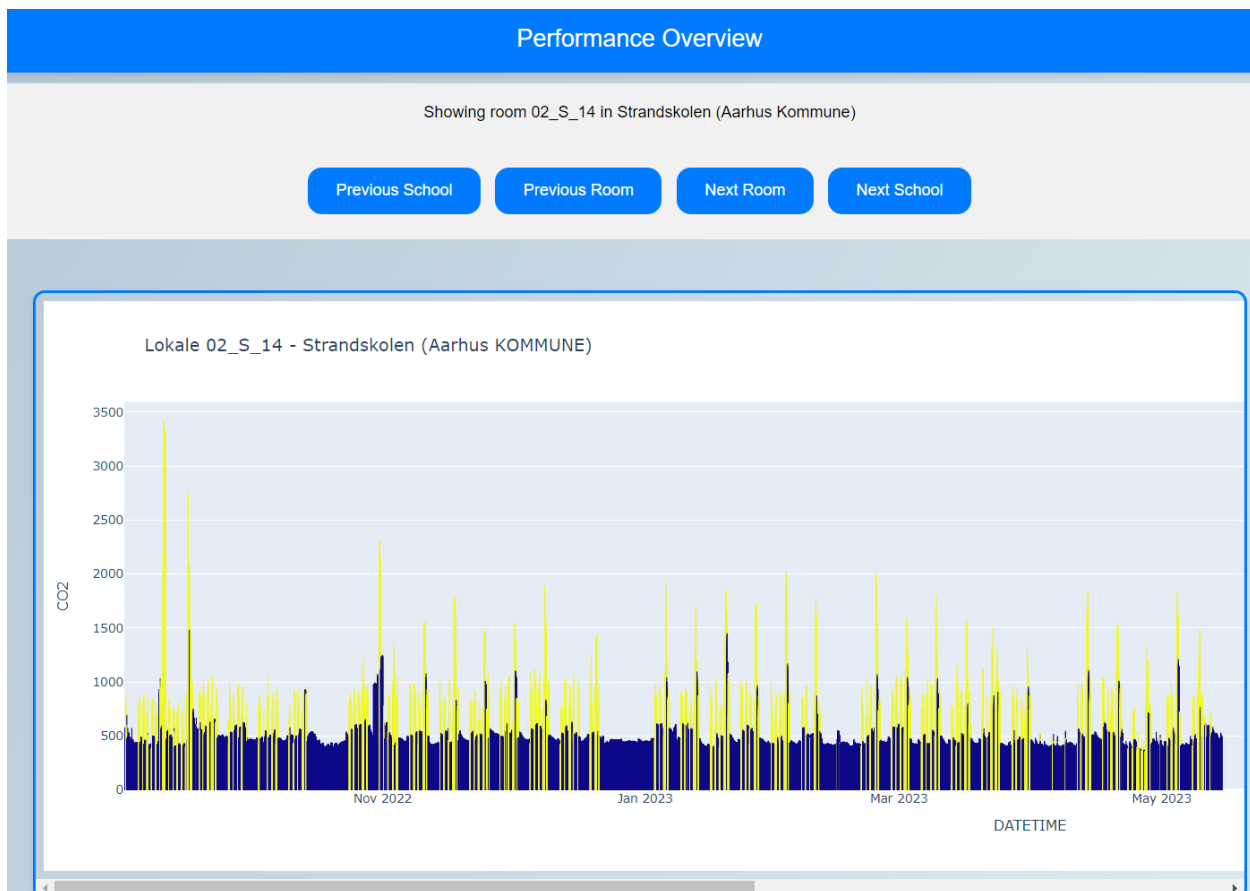 Performance Overview
Showing room 02_S_14 in Strandskolen (Aarhus Kommune)
Previous School Previous Room Next Room Next School
Lokale 02_S_14 - Strandskolen (Aarhus KOMMUNE)
3500
3000
2500
2000
1500
1000
500
0
CO2
Nov 2022 Jan 2023 Mar 2023 May 2023
DATETIME